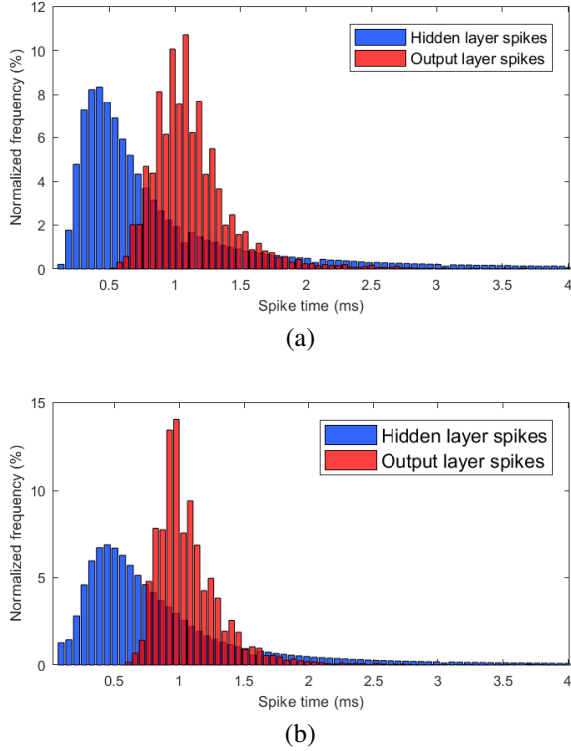 12
10
8
6
4
2
0
Normalized frequency (%)
Hidden layer spikes
Output layer spikes
0.5 1 1.5 2 2.5 3 3.5 4
Spike time (ms)
(a)
15
10
5
0
Normalized frequency (%)
Hidden layer spikes
Output layer spikes
0.5 1 1.5 2 2.5 3 3.5 4
Spike time (ms)
(b)